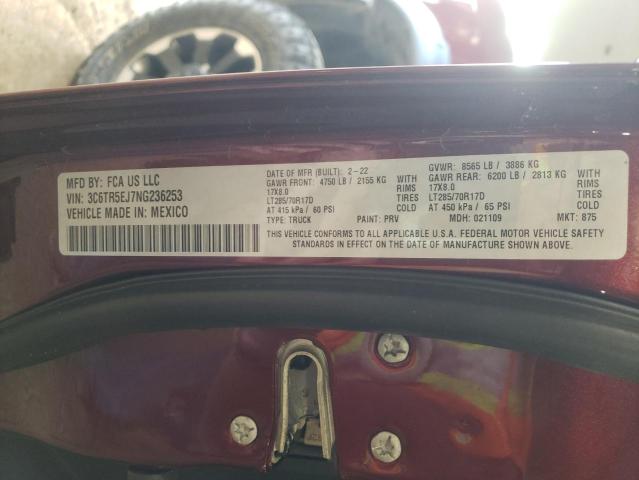 MFD BY: FCA US LLC
VIN: 3C6TR5EJ7NG236253
VEHICLE MADE IN: MEXICO
DATE OF MFR (BUILT): 2-22 GVWR: 8565 LB / 3886 KG
GAWR FRONT: 4750 LB / 2155 KG WITH GAWR REAR: 6200 LB / 2813 KG WITH
17X8.0 RIMS 17X8.0 RIMS
LT285/70R17D TIRES LT285/70R17D TIRES
AT 415 kPa / 60 PSI COLD AT 450 kPa / 65 PSI COLD
TYPE: TRUCK PAINT: PRV MDH: 021109 MKT: 875
THIS VEHICLE CONFORMS TO ALL APPLICABLE U.S.A. FEDERAL MOTOR VEHICLE SAFETY
STANDARDS IN EFFECT ON THE DATE OF MANUFACTURE SHOWN ABOVE.